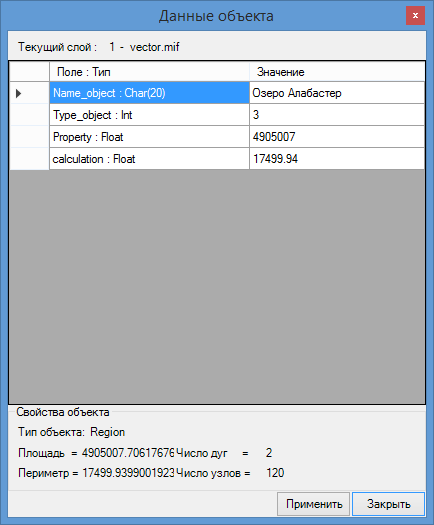 Данные объекта
Текущий слой : 1 - vector.mif
Поле : Тип Значение
Name_object : Char(20) Озеро Алабастер
Type_object : Int 3
Property : Float 4905007
calculation : Float 17499.94
Свойства объекта
Тип объекта: Region
Площадь = 4905007.70617676 Число дуг = 2
Периметр = 17499.9399001923 Число узлов = 120
Применить Закрыть